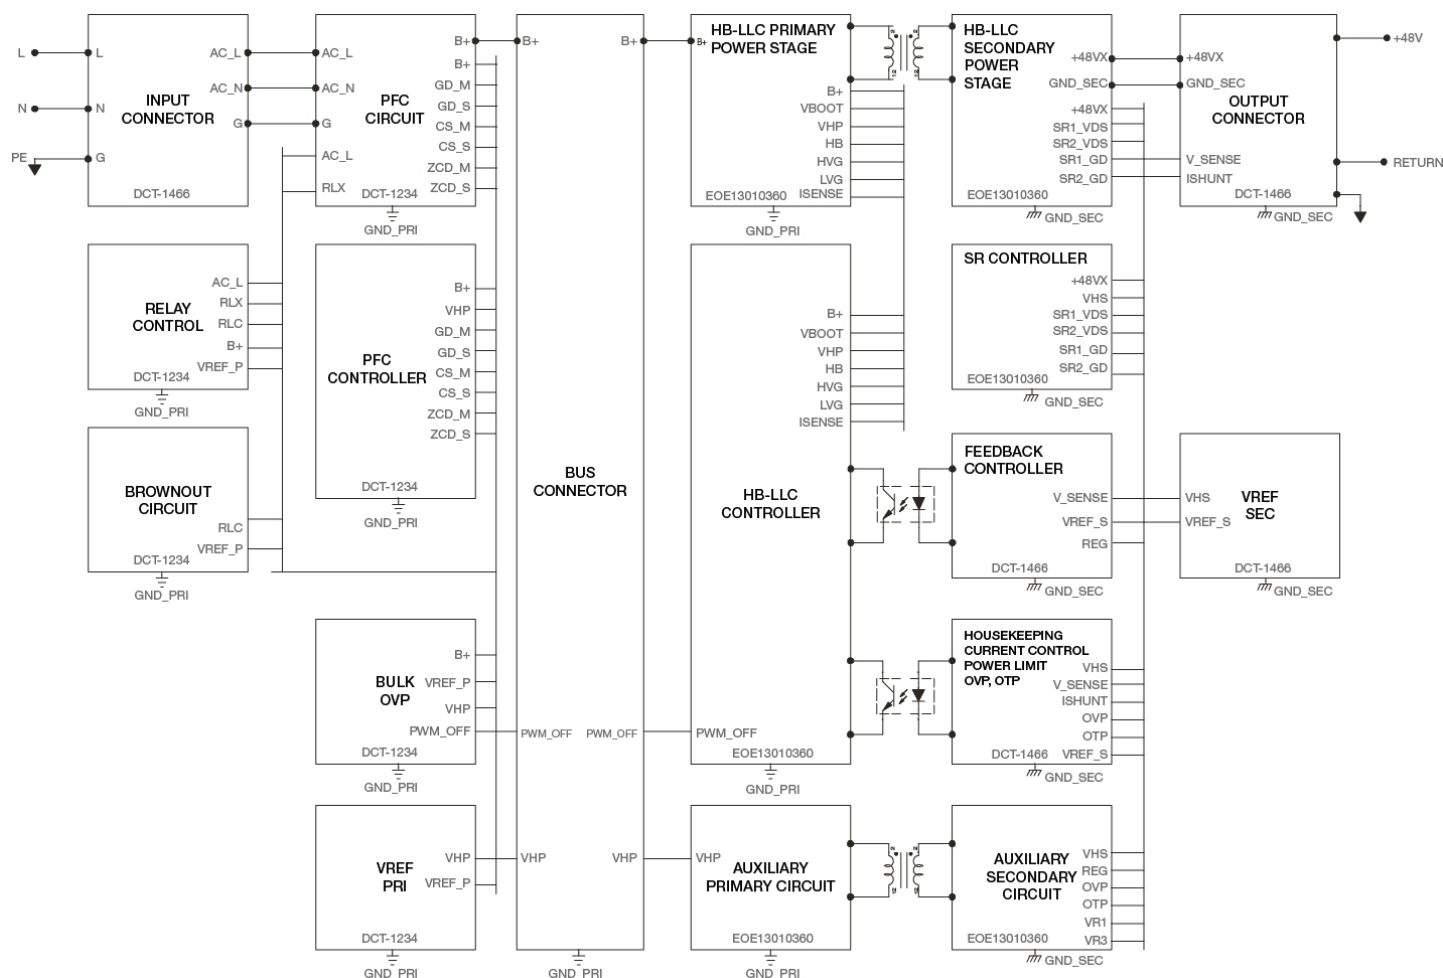 L
N
PE
L
N
G
AC_L
AC_N
G
INPUT
CONNECTOR
DCT-1466
AC_L
AC_N
G
AC_L
RLX
PFC
CIRCUIT
B+
B+
GD_M
GD_S
CS_M
CS_S
ZCD_M
ZCD_S
DCT-1234
GND_PRI
B+
B+
BUS
CONNECTOR
PWM_OFF
PWM_OFF
VHP
VHP
GND_PRI
HB-LLC PRIMARY
POWER STAGE
B+
B+
VBOOT
VHP
HB
HVG
LVG
ISENSE
EOE13010360
GND_PRI
HB-LLC
SECONDARY
POWER
STAGE
+48VX
GND_SEC
+48VX
SR1_VDS
SR2_VDS
SR1_GD
SR2_GD
EOE13010360
GND_SEC
+48VX
GND_SEC
OUTPUT
CONNECTOR
V_SENSE
ISHUNT
DCT-1466
GND_SEC
+48V
RETURN
RELAY
CONTROL
AC_L
RLX
RLC
B+
VREF_P
DCT-1234
GND_PRI
PFC
CONTROLLER
B+
VHP
GD_M
GD_S
CS_M
CS_S
ZCD_M
ZCD_S
DCT-1234
GND_PRI
HB-LLC
CONTROLLER
B+
VBOOT
VHP
HB
HVG
LVG
ISENSE
PWM_OFF
EOE13010360
GND_PRI
SR CONTROLLER
+48VX
VHS
SR1_VDS
SR2_VDS
SR1_GD
SR2_GD
EOE13010360
GND_SEC
BROWNOUT
CIRCUIT
RLC
VREF_P
DCT-1234
GND_PRI
FEEDBACK
CONTROLLER
V_SENSE
VREF_S
REG
DCT-1466
GND_SEC
VHS
VREF_S
VREF
SEC
DCT-1466
GND_SEC
BULK
OVP
B+
VREF_P
VHP
PWM_OFF
DCT-1234
GND_PRI
HOUSEKEEPING
CURRENT CONTROL
POWER LIMIT
OVP, OTP
VHS
V_SENSE
ISHUNT
OVP
OTP
VREF_S
DCT-1466
GND_SEC
VREF
PRI
VHP
VREF_P
DCT-1234
GND_PRI
VHP
AUXILIARY
PRIMARY CIRCUIT
EOE13010360
GND_PRI
AUXILIARY
SECONDARY
CIRCUIT
VHS
REG
OVP
OTP
VR1
VR3
EOE13010360
GND_SEC